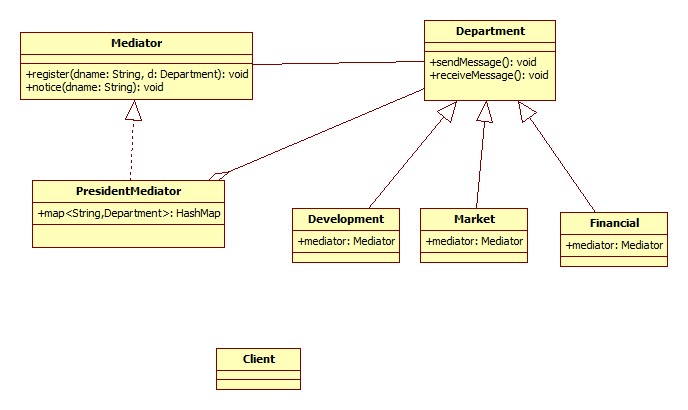 Mediator
+register(dname: String, d: Department): void
+notice(dname: String): void
Department
+sendMessage(): void
+receiveMessage(): void
PresidentMediator
+map<String,Department>: HashMap
Development
+mediator: Mediator
Market
+mediator: Mediator
Financial
+mediator: Mediator
Client